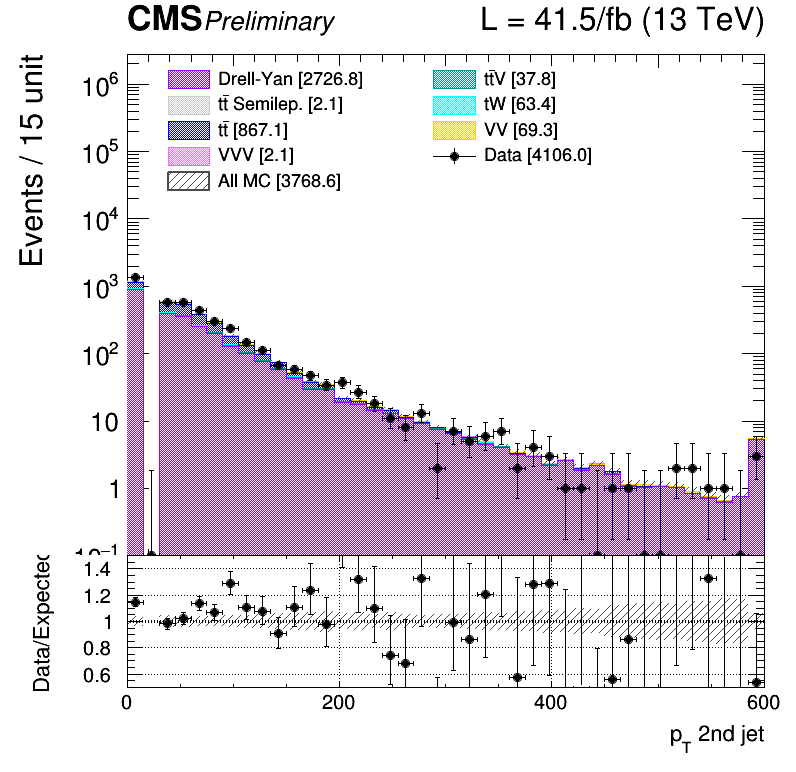 CMS Preliminary L = 41.5/fb (13 TeV)
Events / 15 unit
Drell-Yan [2726.8]
tt̄ Semilep. [2.1]
tt̄ [867.1]
VVV [2.1]
All MC [3768.6]
tt̄V [37.8]
tW [63.4]
VV [69.3]
Data [4106.0]
10⁶
10⁵
10⁴
10³
10²
10
1
10⁻¹
Data/Expected
1.4
1.2
1
0.8
0.6
0 200 400 600
p_T 2nd jet